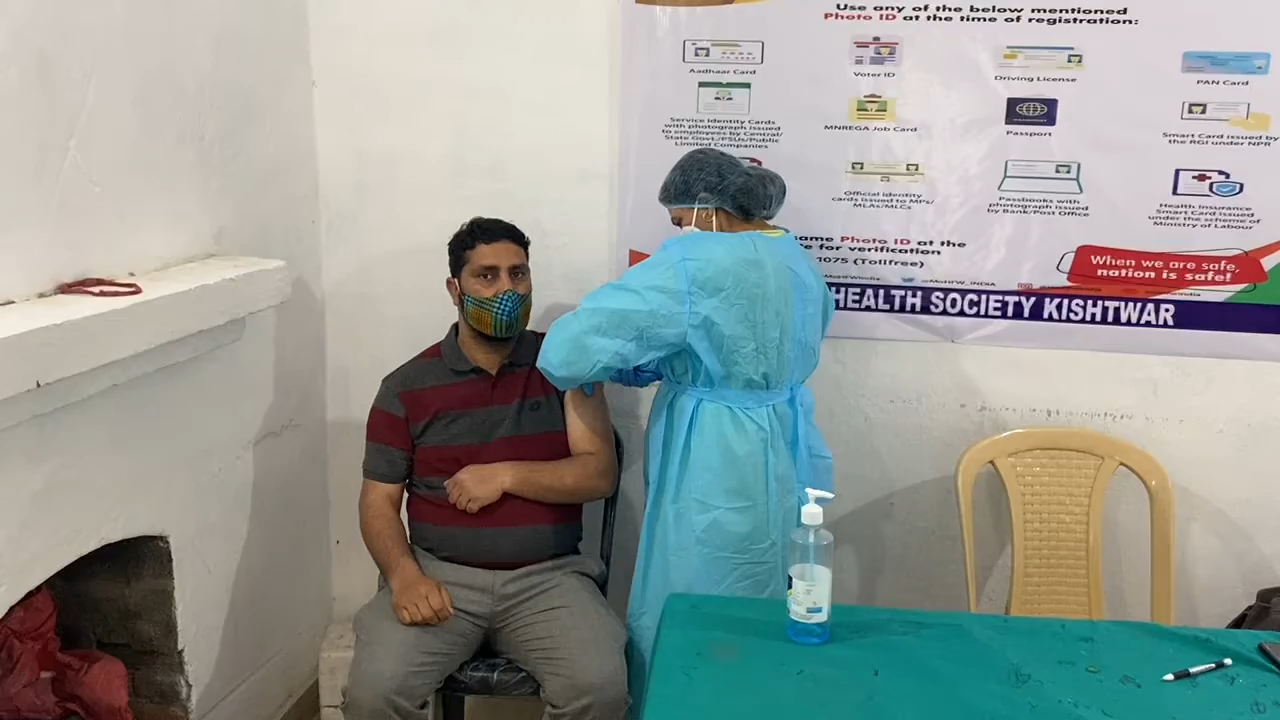 Use any of the below mentioned
Photo ID at the time of registration:
Aadhaar Card
Voter ID
Driving License
PAN Card
Service Identity Cards
with photograph issued
to employees by Central/
State Govt./PSUs/Public
Limited Companies
MNREGA Job Card
Passport
Smart Card issued by
the RGI under NPR
Official identity
cards issued to MPs/
MLAs/MLCs
Passbooks with
photograph issued
by Bank/Post Office
Health Insurance
Smart Card issued
under the scheme of
Ministry of Labour
same Photo ID at the
for verification
1075 (Tollfree)
@MoHFW_INDIA
When we are safe,
nation is safe!
HEALTH SOCIETY KISHTWAR